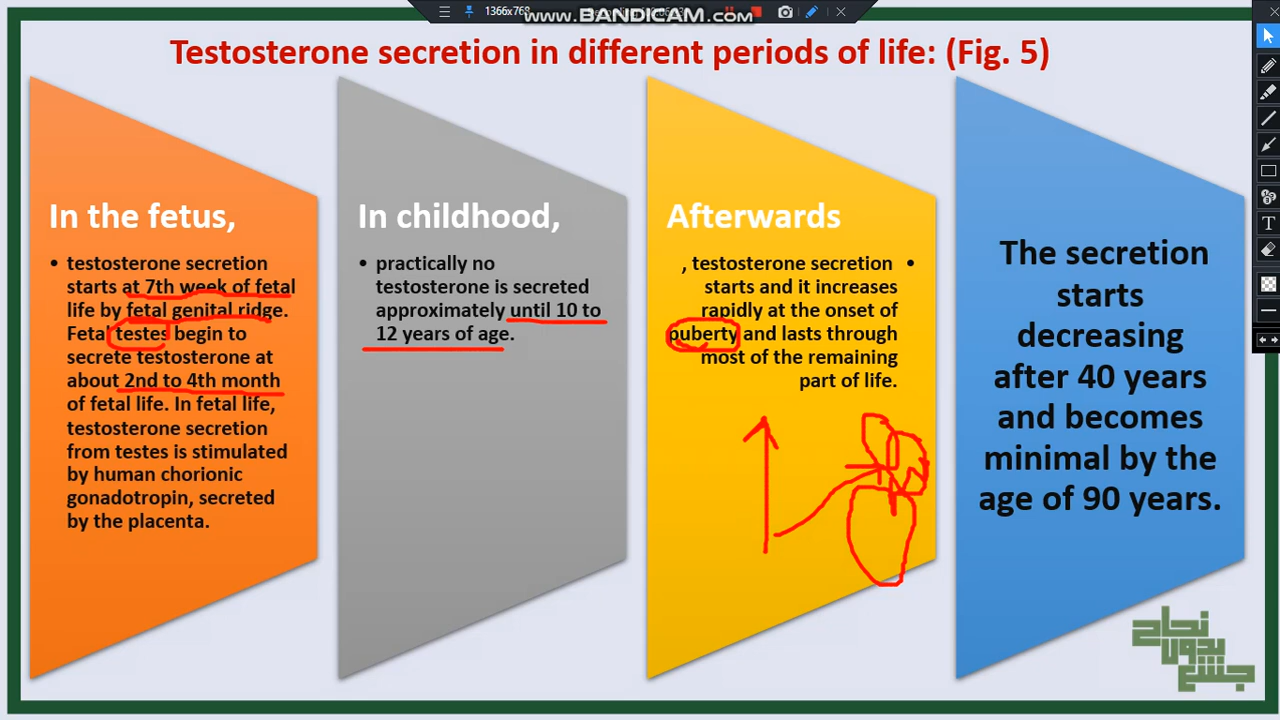 1366x768
www.BANDICAM.com
Testosterone secretion in different periods of life: (Fig. 5)
In the fetus,
• testosterone secretion
starts at 7th week of fetal
life by fetal genital ridge.
Fetal testes begin to
secrete testosterone at
about 2nd to 4th month
of fetal life. In fetal life,
testosterone secretion
from testes is stimulated
by human chorionic
gonadotropin, secreted
by the placenta.
In childhood,
• practically no
testosterone is secreted
approximately until 10 to
12 years of age.
Afterwards
, testosterone secretion •
starts and it increases
rapidly at the onset of
puberty and lasts through
most of the remaining
part of life.
The secretion
starts
decreasing
after 40 years
and becomes
minimal by the
age of 90 years.
نجاح
بدون
جشع